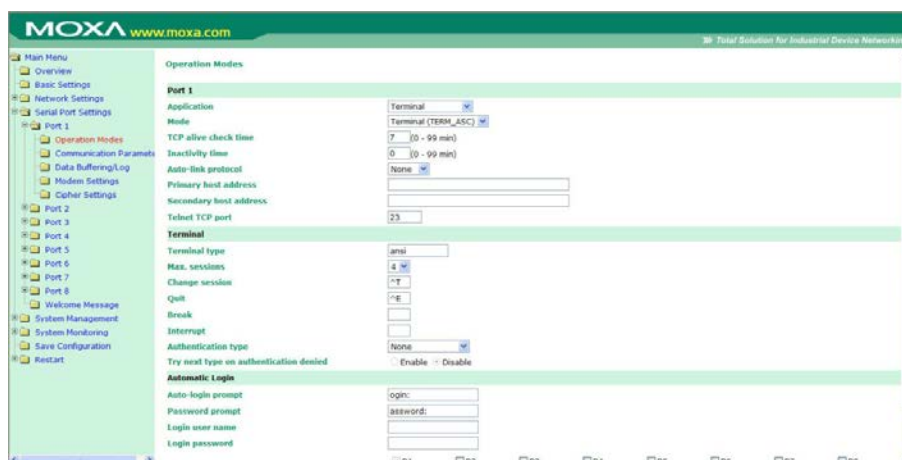 MOXA www.moxa.com
Total Solution for Industrial Device Networkin
Main Menu
Overview
Basic Settings
Network Settings
Serial Port Settings
Port 1
Operation Modes
Communication Paramete
Data Buffering/Log
Modem Settings
Cipher Settings
Port 2
Port 3
Port 4
Port 5
Port 6
Port 7
Port 8
Welcome Message
System Management
System Monitoring
Save Configuration
Restart
Operation Modes
Port 1
Application Terminal
Mode Terminal (TERM_ASC)
TCP alive check time 7 (0 - 99 min)
Inactivity time 0 (0 - 99 min)
Auto-link protocol None
Primary host address
Secondary host address
Telnet TCP port 23
Terminal
Terminal type ansi
Max. sessions 4
Change session ^T
Quit ^E
Break
Interrupt
Authentication type None
Try next type on authentication denied Enable Disable
Automatic Login
Auto-login prompt ogin:
Password prompt assword:
Login user name
Login password